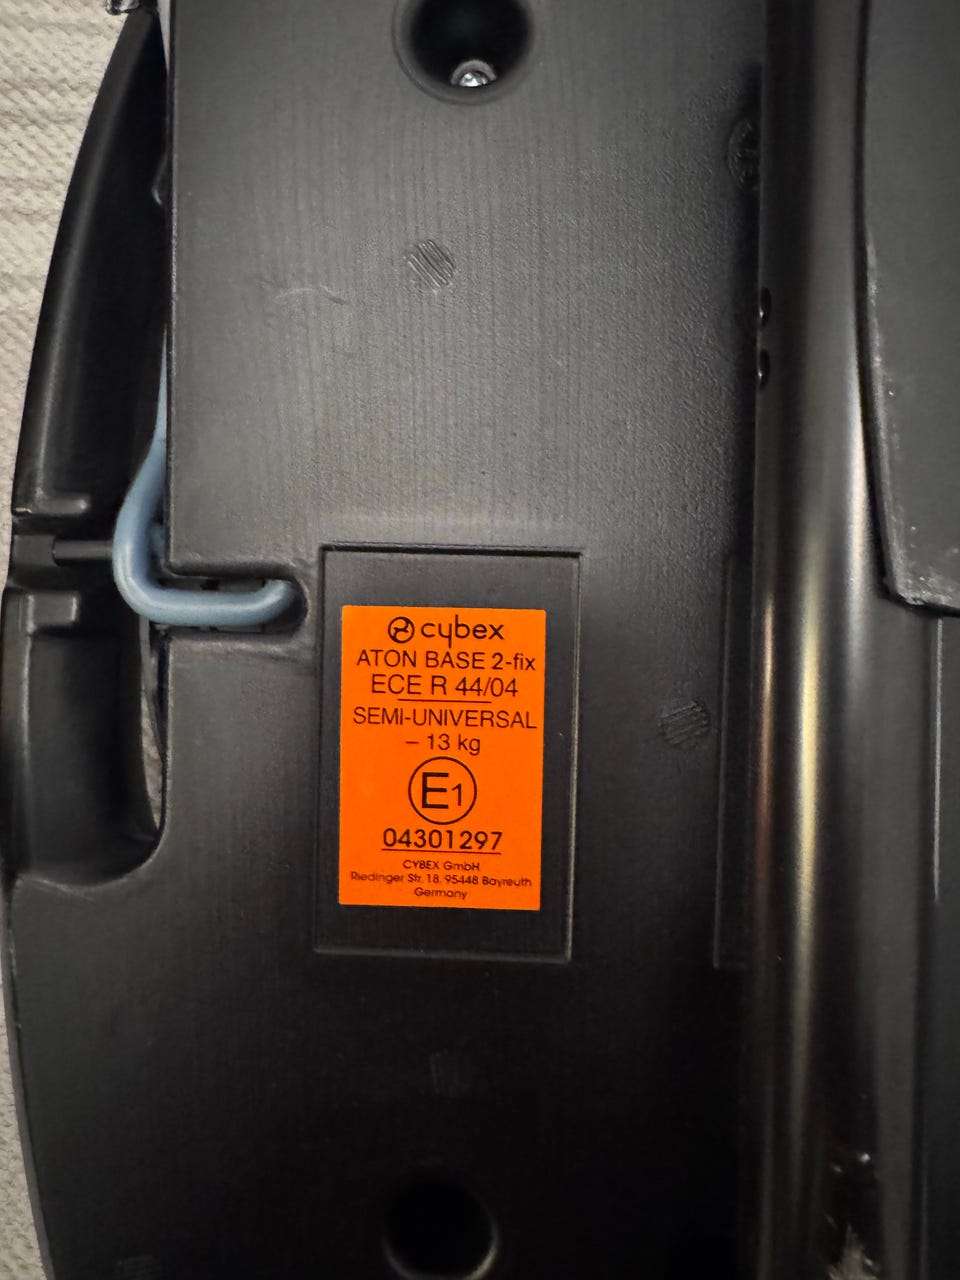 cybex
ATON BASE 2-fix
ECE R 44/04
SEMI-UNIVERSAL
– 13 kg
E1
04301297
CYBEX GmbH
Riedinger Str. 18, 95448 Bayreuth
Germany